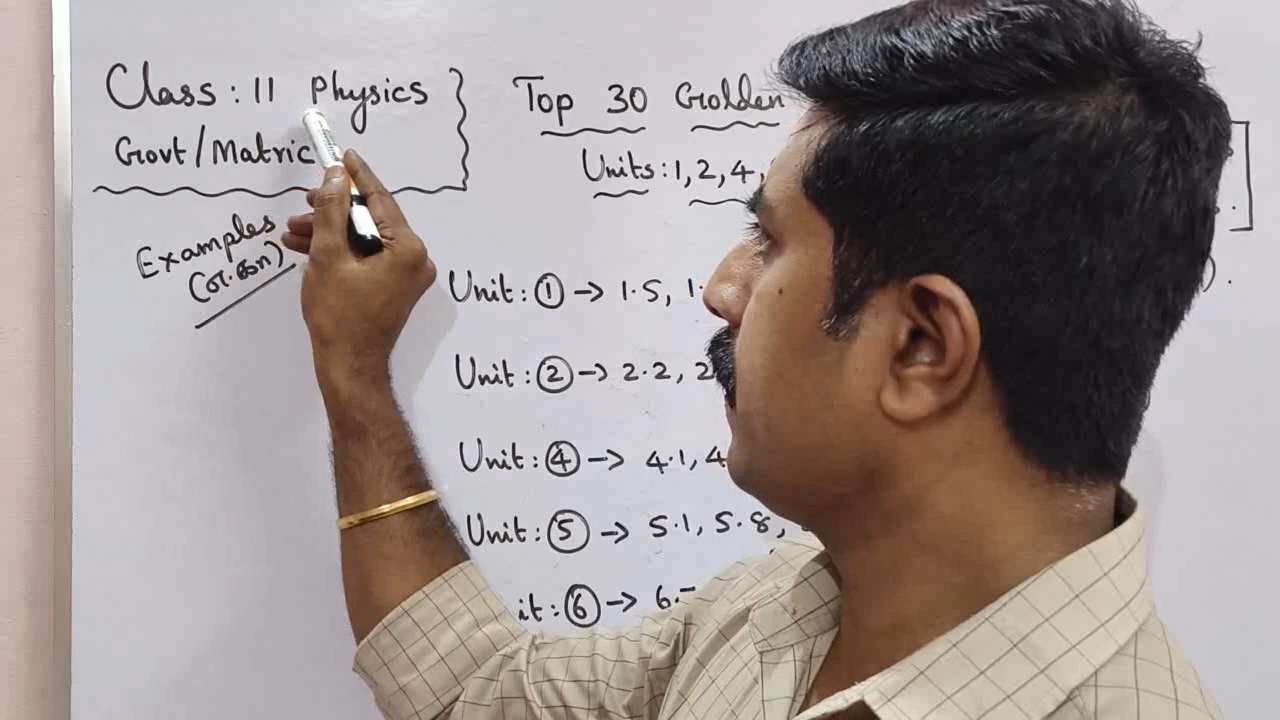 Class : 11 Physics
Govt / Matric
Examples
Top 30 Golden
Units : 1, 2, 4,
Unit : ① → 1.5, 1.
Unit : ② → 2.2, 2
Unit : ④ → 4.1, 4
Unit : ⑤ → 5.1, 5.8,
it : ⑥ → 6.